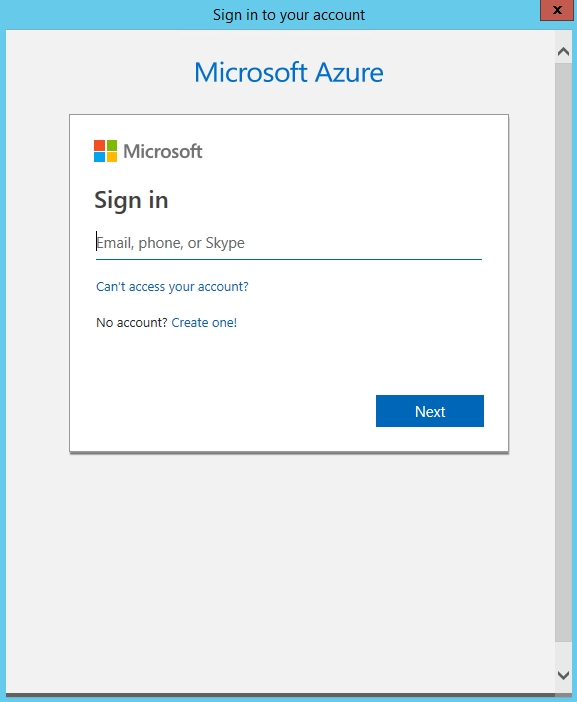 Sign in to your account
x
Microsoft Azure
Microsoft
Sign in
Email, phone, or Skype
Can't access your account?
No account? Create one!
Next